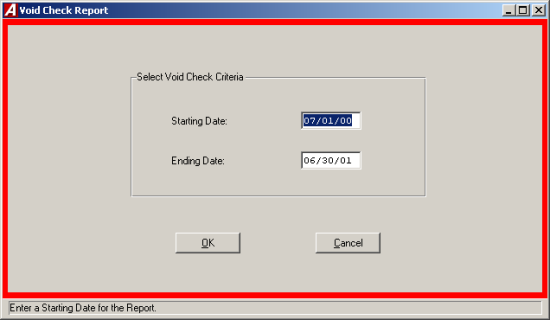 A Void Check Report
Select Void Check Criteria
Starting Date: 07/01/00
Ending Date: 06/30/01
OK Cancel
Enter a Starting Date for the Report.